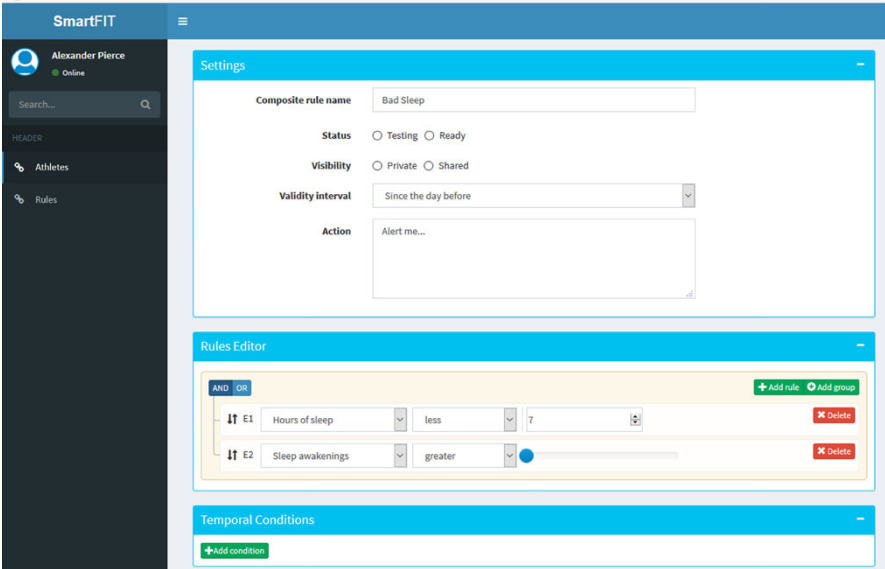 SmartFIT
Alexander Pierce
Online
Search...
HEADER
Athletes
Rules
Settings
Composite rule name Bad Sleep
Status Testing Ready
Visibility Private Shared
Validity interval Since the day before
Action Alert me...
Rules Editor
AND OR Add rule Add group
E1 Hours of sleep less 7 Delete
E2 Sleep awakenings greater Delete
Temporal Conditions
Add condition